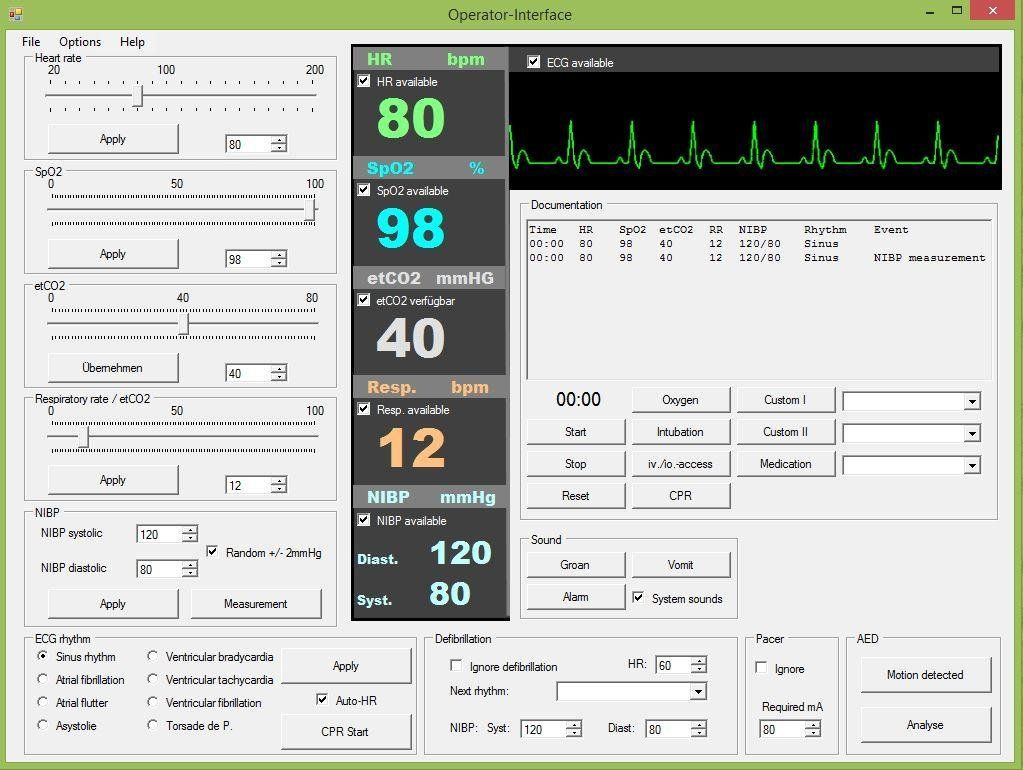 Operator-Interface
File Options Help
Heart rate
20 100 200
Apply 80
SpO2
0 50 100
Apply 98
etCO2
0 40 80
Übernehmen 40
Respiratory rate / etCO2
0 50 100
Apply 12
NIBP
NIBP systolic 120
Random +/- 2mmHg
NIBP diastolic 80
Apply Measurement
HR bpm
HR available
80
SpO2 %
SpO2 available
98
etCO2 mmHG
etCO2 verfügbar
40
Resp. bpm
Resp. available
12
NIBP mmHg
NIBP available
Diast. 120
Syst. 80
ECG available
Documentation
Time HR SpO2 etCO2 RR NIBP Rhythm Event
00:00 80 98 40 12 120/80 Sinus
00:00 80 98 40 12 120/80 Sinus NIBP measurement
00:00 Oxygen Custom I
Start Intubation Custom II
Stop iv./io.-access Medication
Reset CPR
Sound
Groan Vomit
Alarm System sounds
ECG rhythm
Sinus rhythm Ventricular bradycardia
Atrial fibrillation Ventricular tachycardia
Atrial flutter Ventricular fibrillation
Asystolie Torsade de P.
Apply
Auto-HR
CPR Start
Defibrillation
Ignore defibrillation HR: 60
Next rhythm:
NIBP: Syst: 120 Diast: 80
Pacer
Ignore
Required mA
80
AED
Motion detected
Analyse